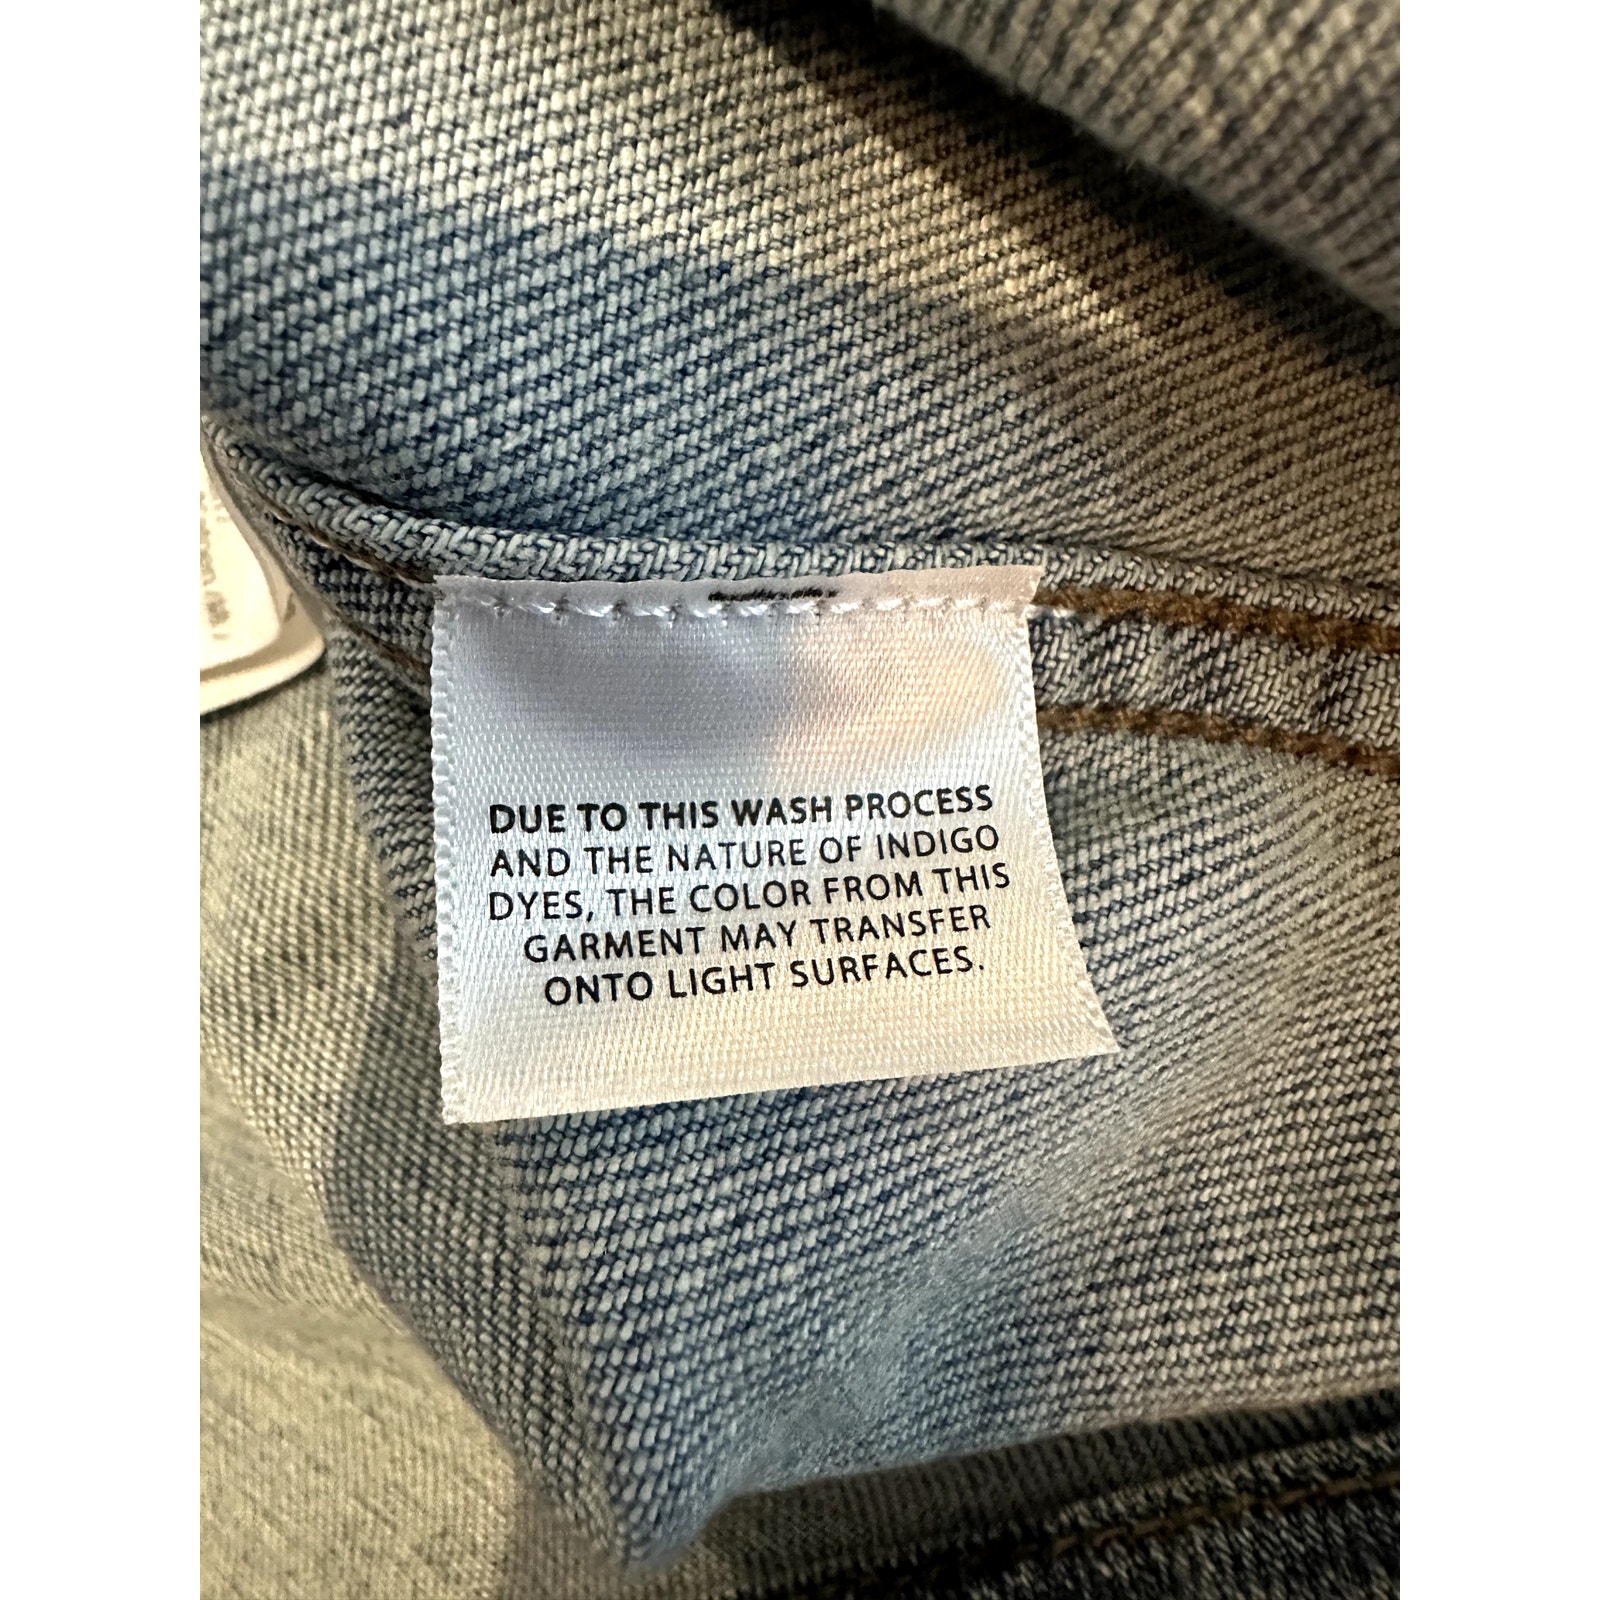 DUE TO THIS WASH PROCESS
AND THE NATURE OF INDIGO
DYES, THE COLOR FROM THIS
GARMENT MAY TRANSFER
ONTO LIGHT SURFACES.